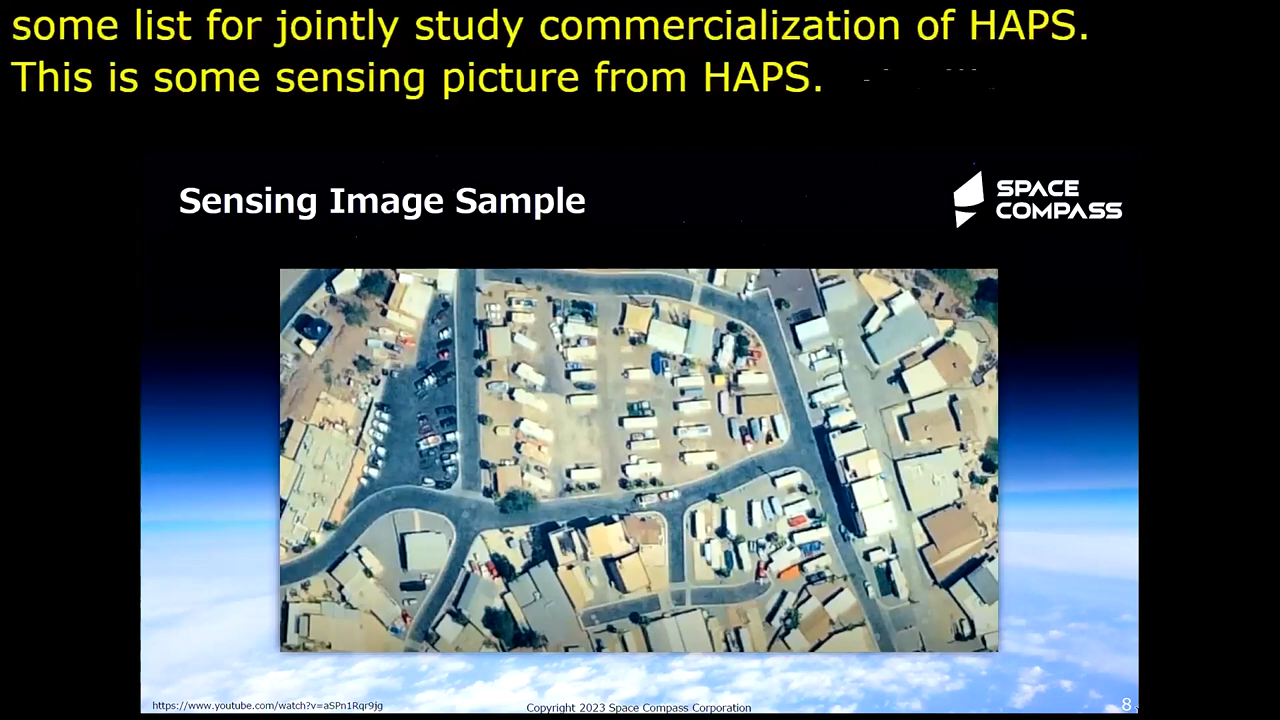 some list for jointly study commercialization of HAPS.
This is some sensing picture from HAPS.
Sensing Image Sample
SPACE
COMPASS
https://www.youtube.com/watch?v=aSPn1Rqr9jg
Copyright 2023 Space Compass Corporation
8